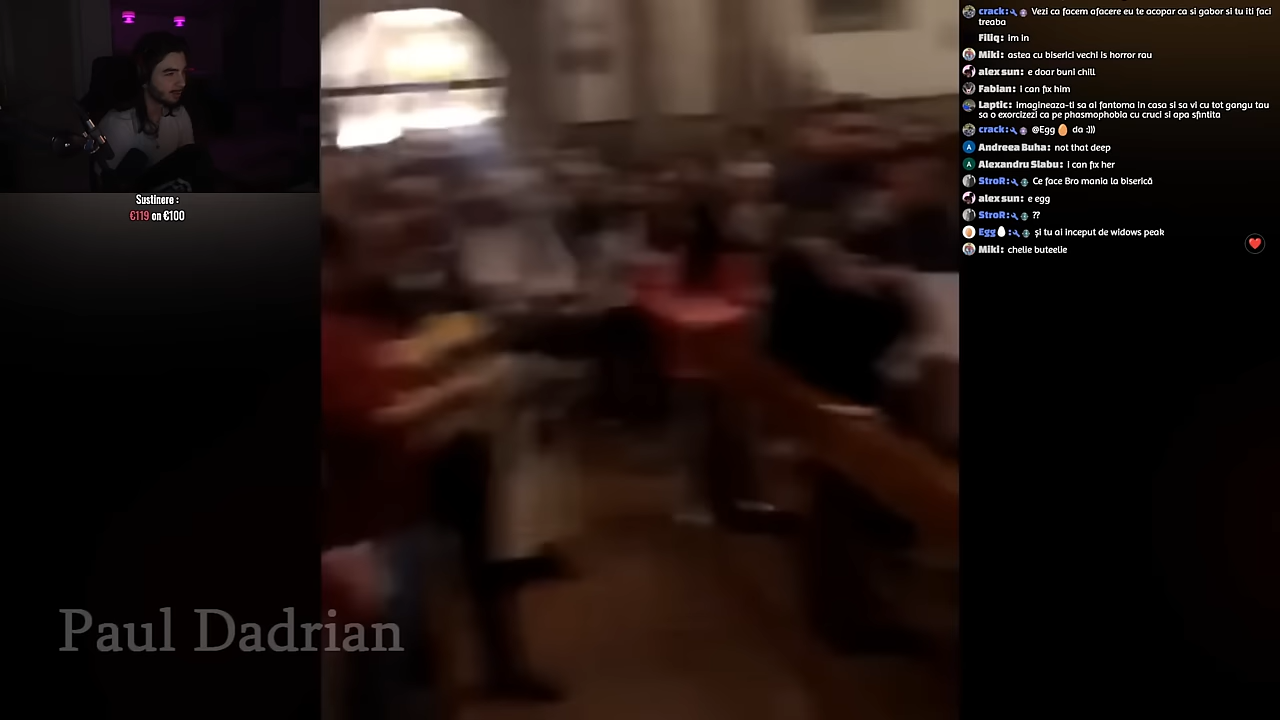 Sustinere :
€119 on €100
crack: Vezi ca facem afacere eu te acopar ca si gabor si tu iti faci
treaba
Filiq: im in
Miki: astea cu biserici vechi is horror rau
alex sun: e doar buni chill
Fabian: i can fix him
Laptic: imagineaza-ti sa ai fantoma in casa si sa vi cu tot gangu tau
sa o exorcizezi ca pe phasmophobia cu cruci si apa sfintita
crack: @Egg da :)))
Andreea Buha: not that deep
Alexandru Slabu: i can fix her
StroR: Ce face Bro mania la biserică
alex sun: e egg
StroR: ??
Egg: și tu ai inceput de widows peak
Miki: chelie buteelie
Paul Dadrian